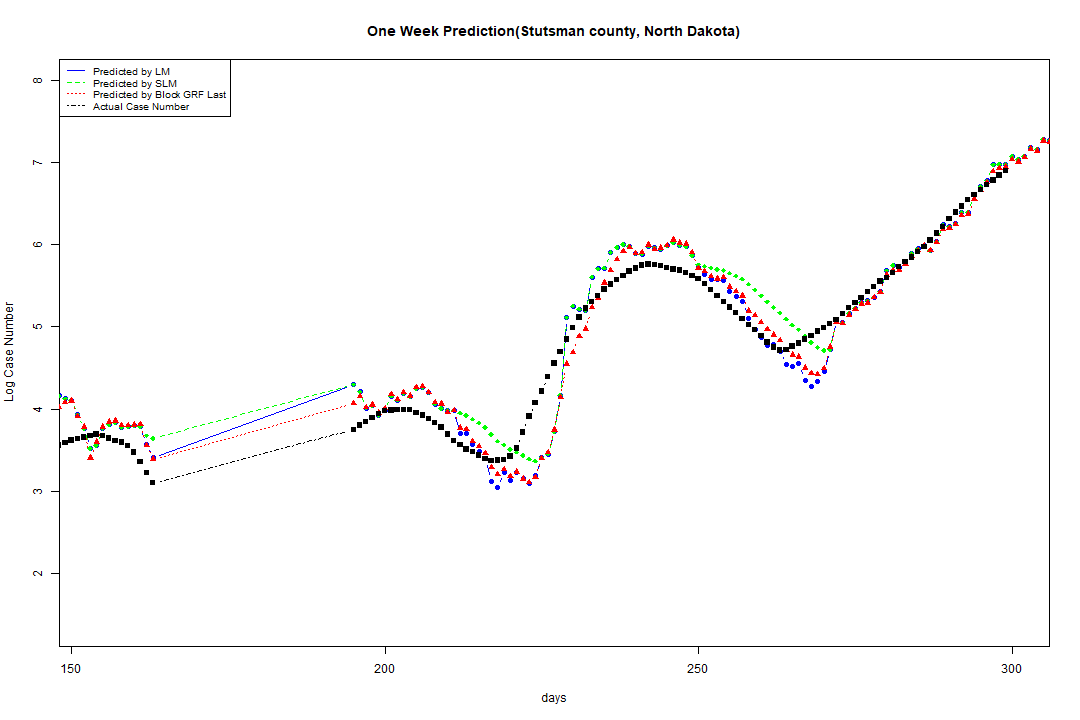 One Week Prediction(Stutsman county, North Dakota)
Predicted by LM
Predicted by SLM
Predicted by Block GRF Last
Actual Case Number
8
7
6
5
4
3
2
Log Case Number
150 200 250 300
days